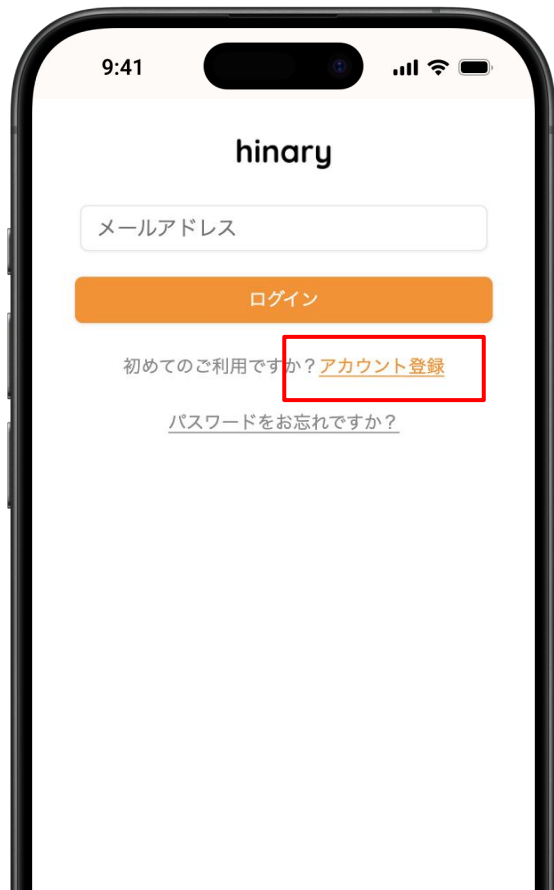 9:41
hinary
メールアドレス
ログイン
初めてのご利用ですか？アカウント登録
パスワードをお忘れですか？